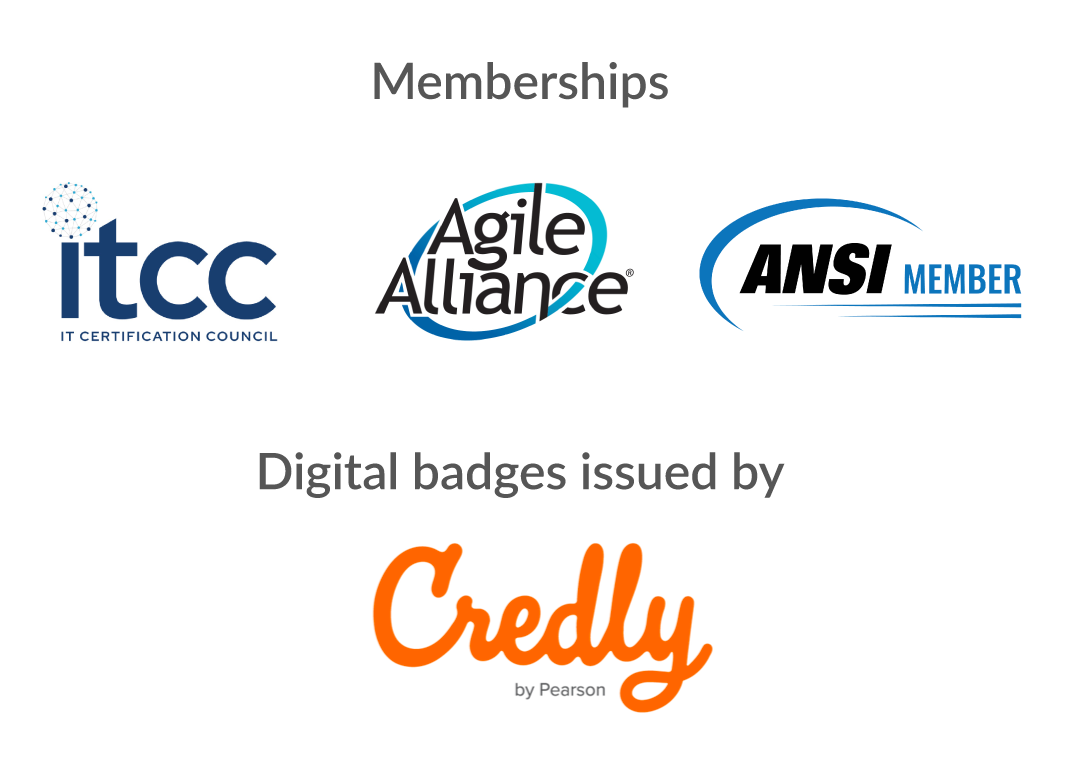 Memberships
itcc
IT CERTIFICATION COUNCIL
Agile
Alliance®
ANSI MEMBER
Digital badges issued by
Credly
by Pearson